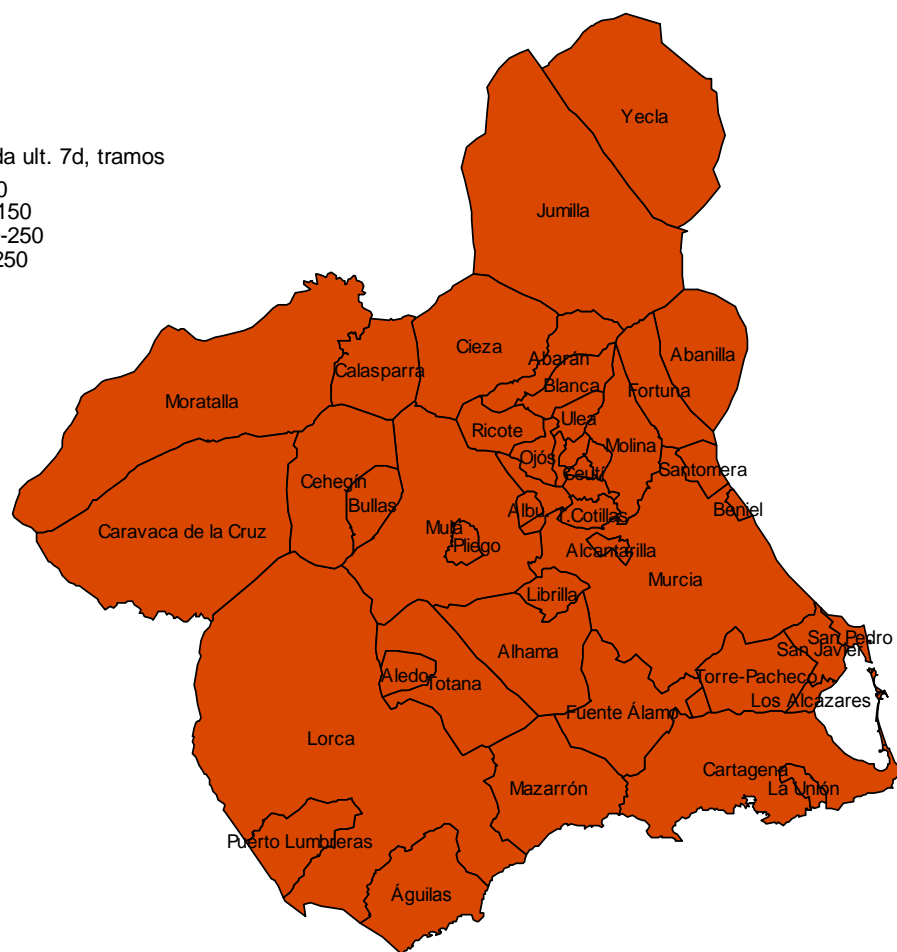 Yecla
da ult. 7d, tramos
0
150
-250
250
Jumilla
Cieza
Abarán
Abanilla
Calasparra
Blanca
Fortuna
Moratalla
Ulea
Ricote
Molina
Ojós
Santomera
Ceutí
Cehegín
Bullas
Albu.
T.Cotillas
Beniel
Caravaca de la Cruz
Mula
Pliego
Alcantarilla
Murcia
Librilla
San Pedro
San Javier
Alhama
Aledo
Totana
Torre-Pacheco
Los Alcázares
Fuente Álamo
Lorca
Cartagena
La Unión
Mazarrón
Puerto Lumbreras
Águilas